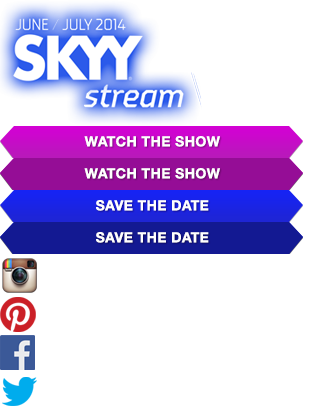 JUNE / JULY 2014
SKYY
stream
WATCH THE SHOW
WATCH THE SHOW
SAVE THE DATE
SAVE THE DATE